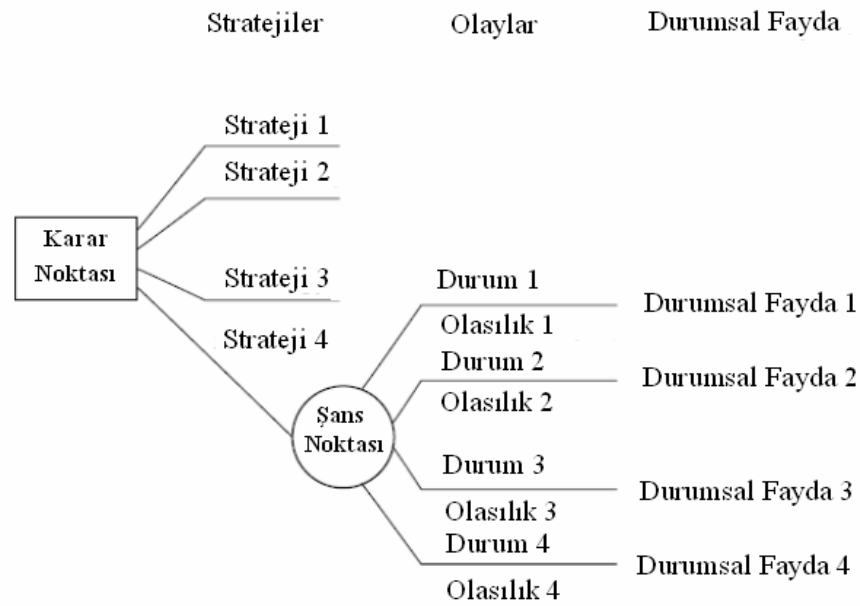 Stratejiler Olaylar Durumsal Fayda
Strateji 1
Strateji 2
Karar
Noktası
Strateji 3
Strateji 4
Şans
Noktası
Durum 1
Olasılık 1
Durumsal Fayda 1
Durum 2
Olasılık 2
Durumsal Fayda 2
Durum 3
Olasılık 3
Durumsal Fayda 3
Durum 4
Olasılık 4
Durumsal Fayda 4